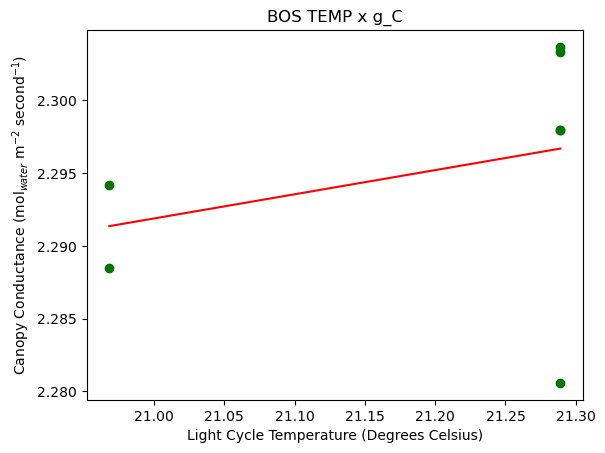 BOS TEMP x g_C
Canopy Conductance (mol_water m⁻² second⁻¹)
2.300
2.295
2.290
2.285
2.280
21.00 21.05 21.10 21.15 21.20 21.25 21.30
Light Cycle Temperature (Degrees Celsius)